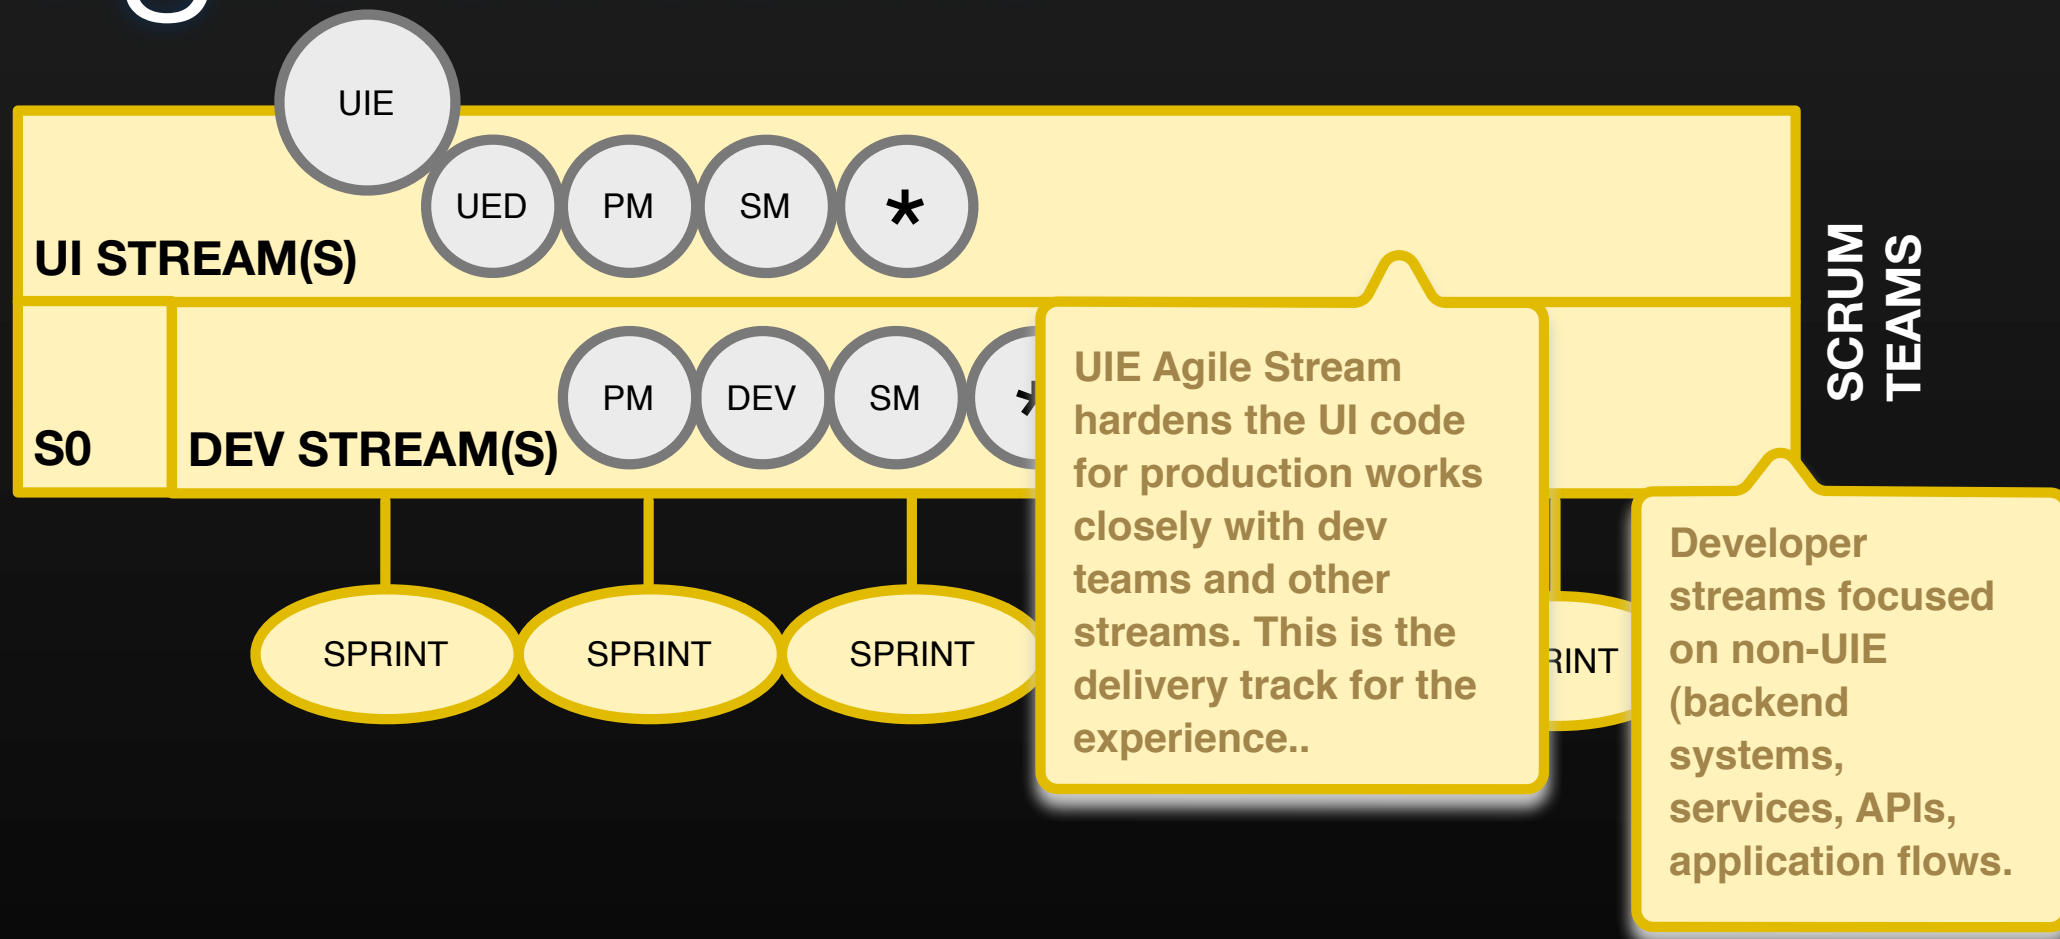 UIE
UED
PM
SM
*
UI STREAM(S)
SCRUM
TEAMS
PM
DEV
SM
S0
DEV STREAM(S)
UIE Agile Stream
hardens the UI code
for production works
closely with dev
teams and other
streams. This is the
delivery track for the
experience..
SPRINT
SPRINT
SPRINT
Developer
streams focused
on non-UIE
(backend
systems,
services, APIs,
application flows.